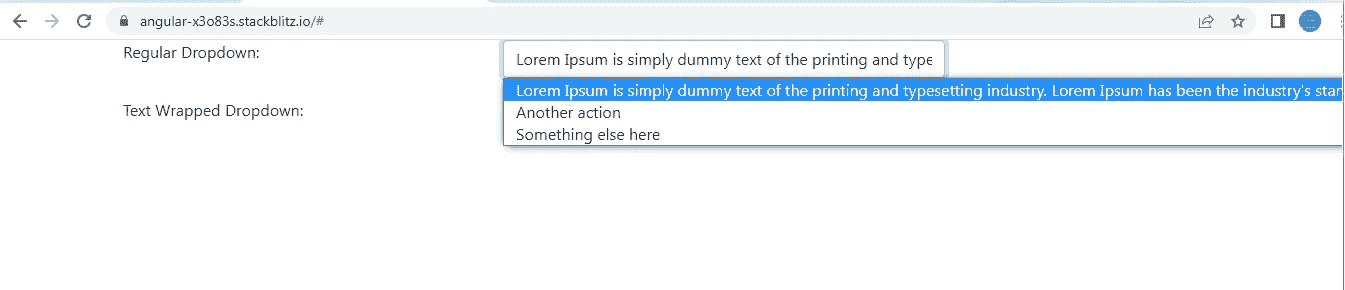 angular-x3o83s.stackblitz.io/#
Regular Dropdown:
Lorem Ipsum is simply dummy text of the printing and type
Lorem Ipsum is simply dummy text of the printing and typesetting industry. Lorem Ipsum has been the industry's star
Another action
Text Wrapped Dropdown:
Something else here